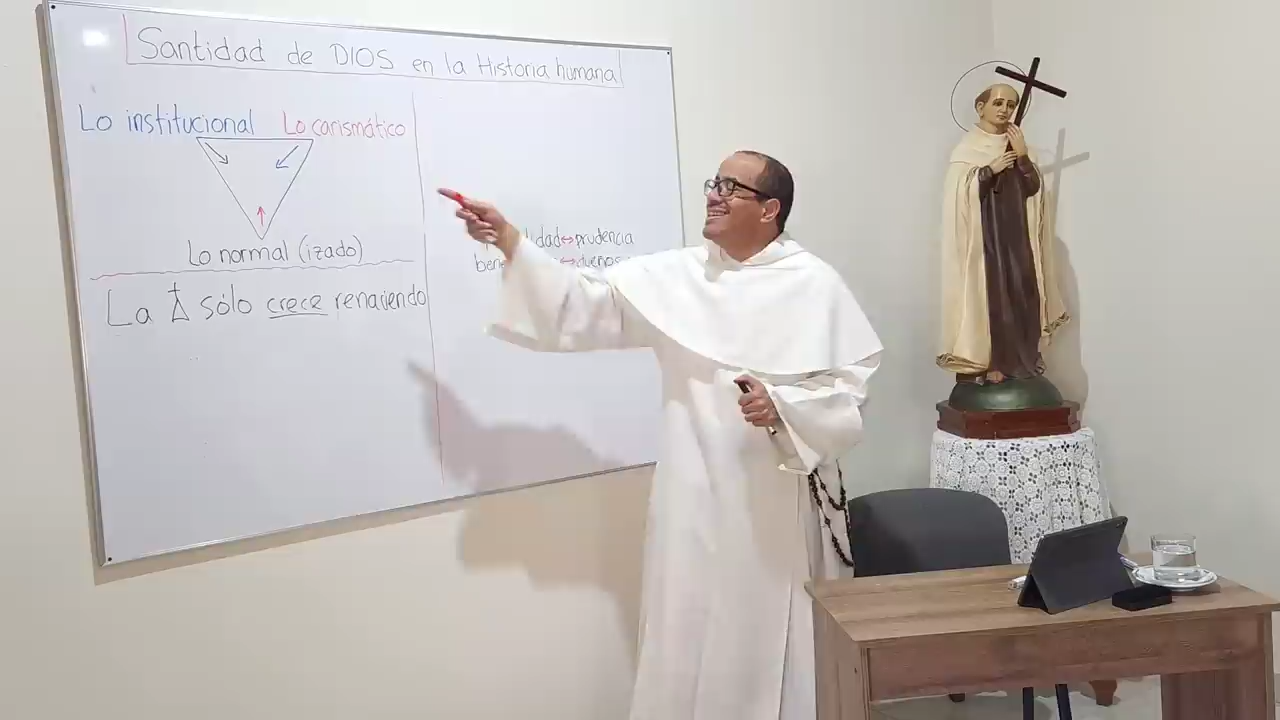 Santidad de DIOS en la Historia humana
Lo institucional Lo carismático
Lo normal (izado)
La sólo crece renaciendo
prudencia